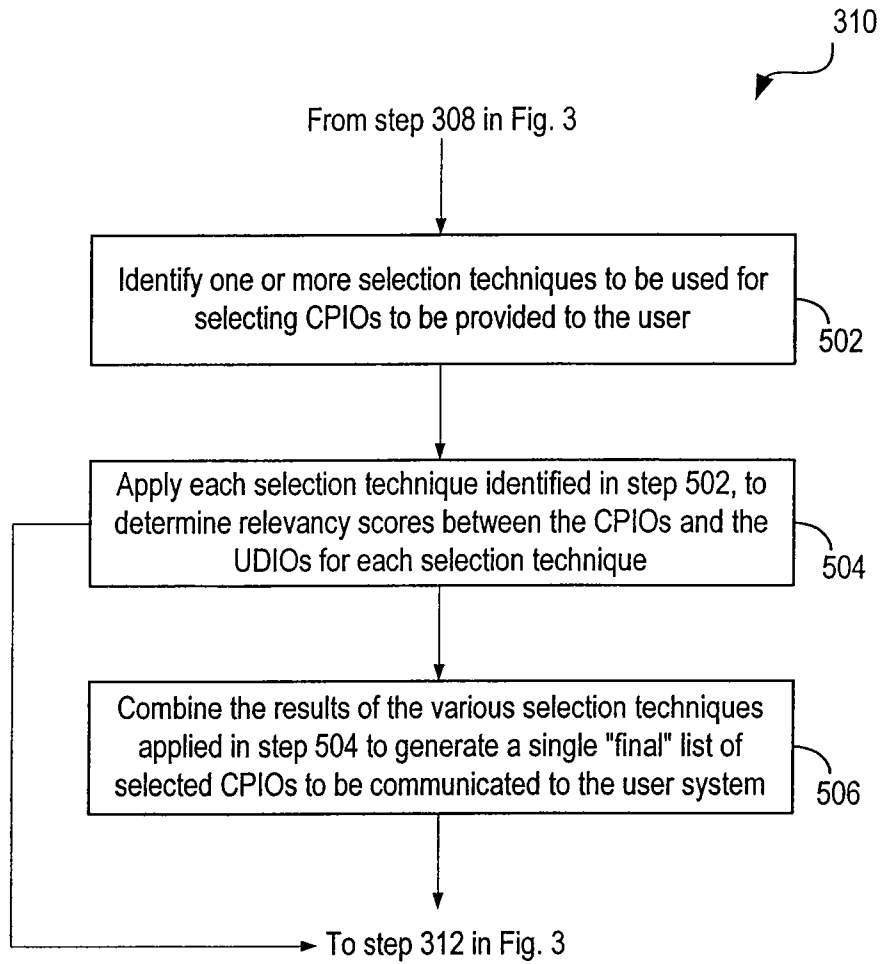 310
From step 308 in Fig. 3
Identify one or more selection techniques to be used for
selecting CPIOs to be provided to the user
502
Apply each selection technique identified in step 502, to
determine relevancy scores between the CPIOs and the
UDIOs for each selection technique
504
Combine the results of the various selection techniques
applied in step 504 to generate a single "final" list of
selected CPIOs to be communicated to the user system
506
To step 312 in Fig. 3